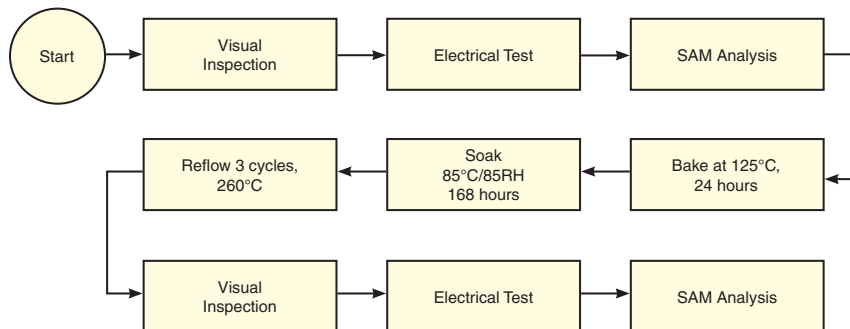 Start
Visual
Inspection
Electrical Test
SAM Analysis
Bake at 125°C,
24 hours
Soak
85°C/85RH
168 hours
Reflow 3 cycles,
260°C
Visual
Inspection
Electrical Test
SAM Analysis